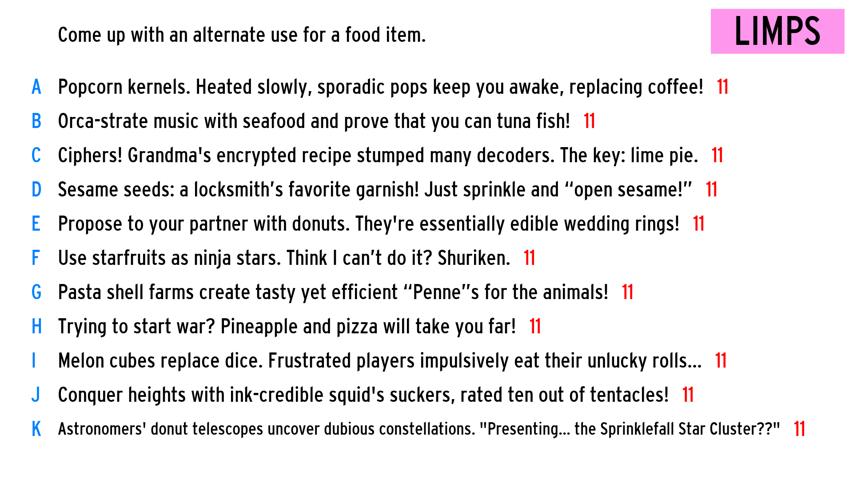 Come up with an alternate use for a food item.
LIMPS
A Popcorn kernels. Heated slowly, sporadic pops keep you awake, replacing coffee! 11
B Orca-strate music with seafood and prove that you can tuna fish! 11
C Ciphers! Grandma's encrypted recipe stumped many decoders. The key: lime pie. 11
D Sesame seeds: a locksmith's favorite garnish! Just sprinkle and “open sesame!” 11
E Propose to your partner with donuts. They're essentially edible wedding rings! 11
F Use starfruits as ninja stars. Think I can’t do it? Shuriken. 11
G Pasta shell farms create tasty yet efficient “Penne”s for the animals! 11
H Trying to start war? Pineapple and pizza will take you far! 11
I Melon cubes replace dice. Frustrated players impulsively eat their unlucky rolls... 11
J Conquer heights with ink-credible squid's suckers, rated ten out of tentacles! 11
K Astronomers' donut telescopes uncover dubious constellations. "Presenting... the Sprinklefall Star Cluster??" 11